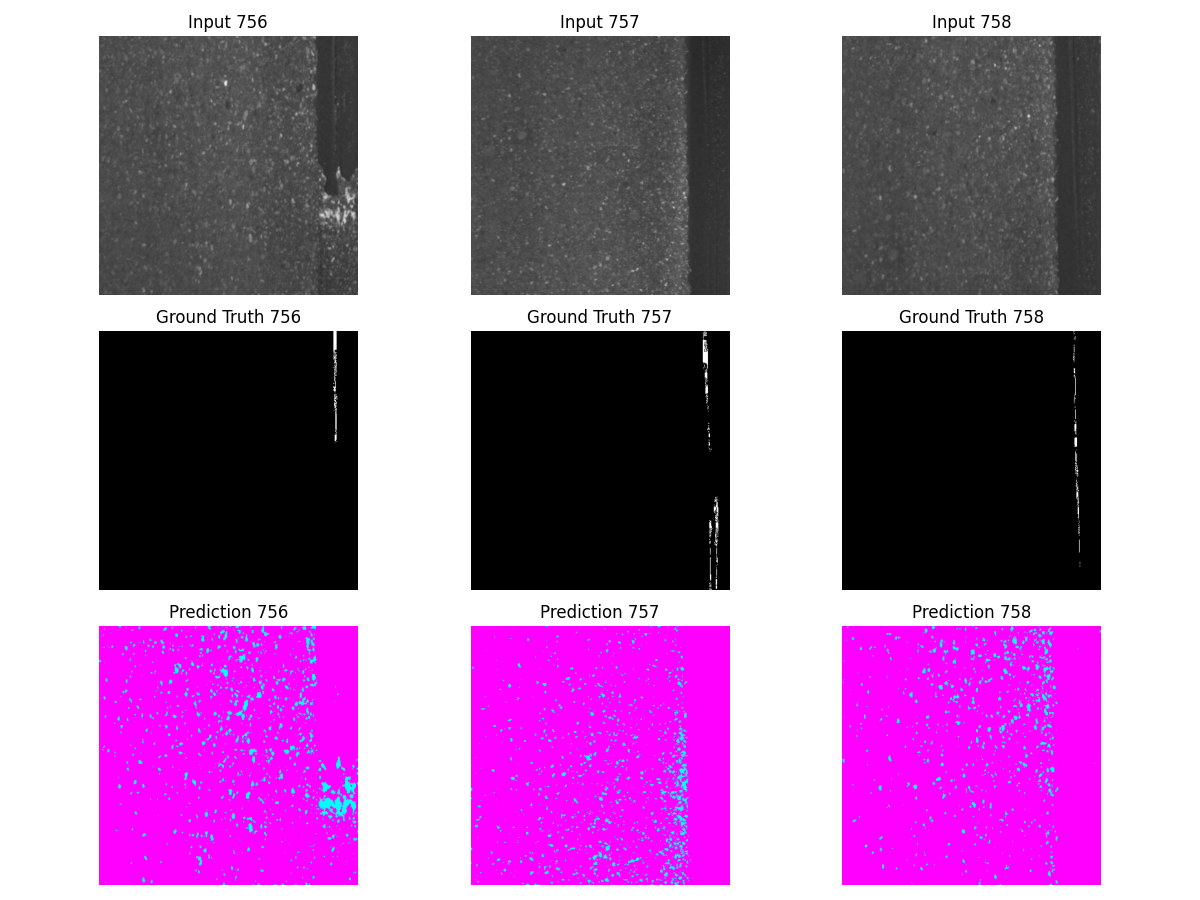 Input 756
Input 757
Input 758
Ground Truth 756
Ground Truth 757
Ground Truth 758
Prediction 756
Prediction 757
Prediction 758